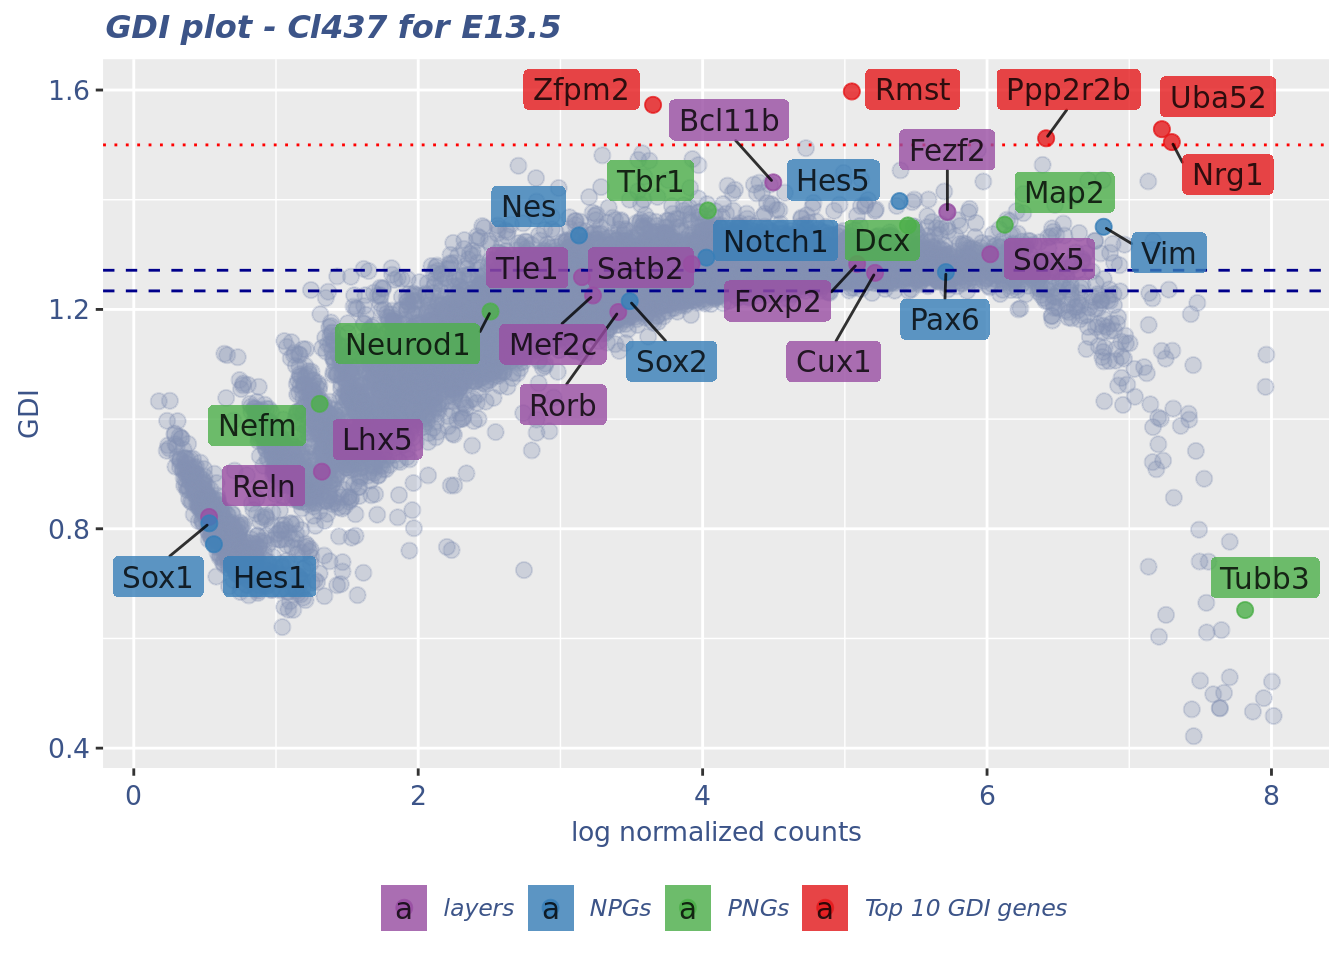 GDI plot - Cl437 for E13.5
1.6
1.2
0.8
0.4
GDI
Zfpm2
Rmst
Ppp2r2b
Uba52
Bcl11b
Fezf2
Nrg1
Tbr1
Hes5
Map2
Nes
Notch1
Dcx
Vim
Tle1
Satb2
Sox5
Foxp2
Pax6
Neurod1
Mef2c
Sox2
Cux1
Rorb
Nefm
Lhx5
Reln
Sox1
Hes1
Tubb3
0 2 4 6 8
log normalized counts
a layers a NPGs a PNGs a Top 10 GDI genes